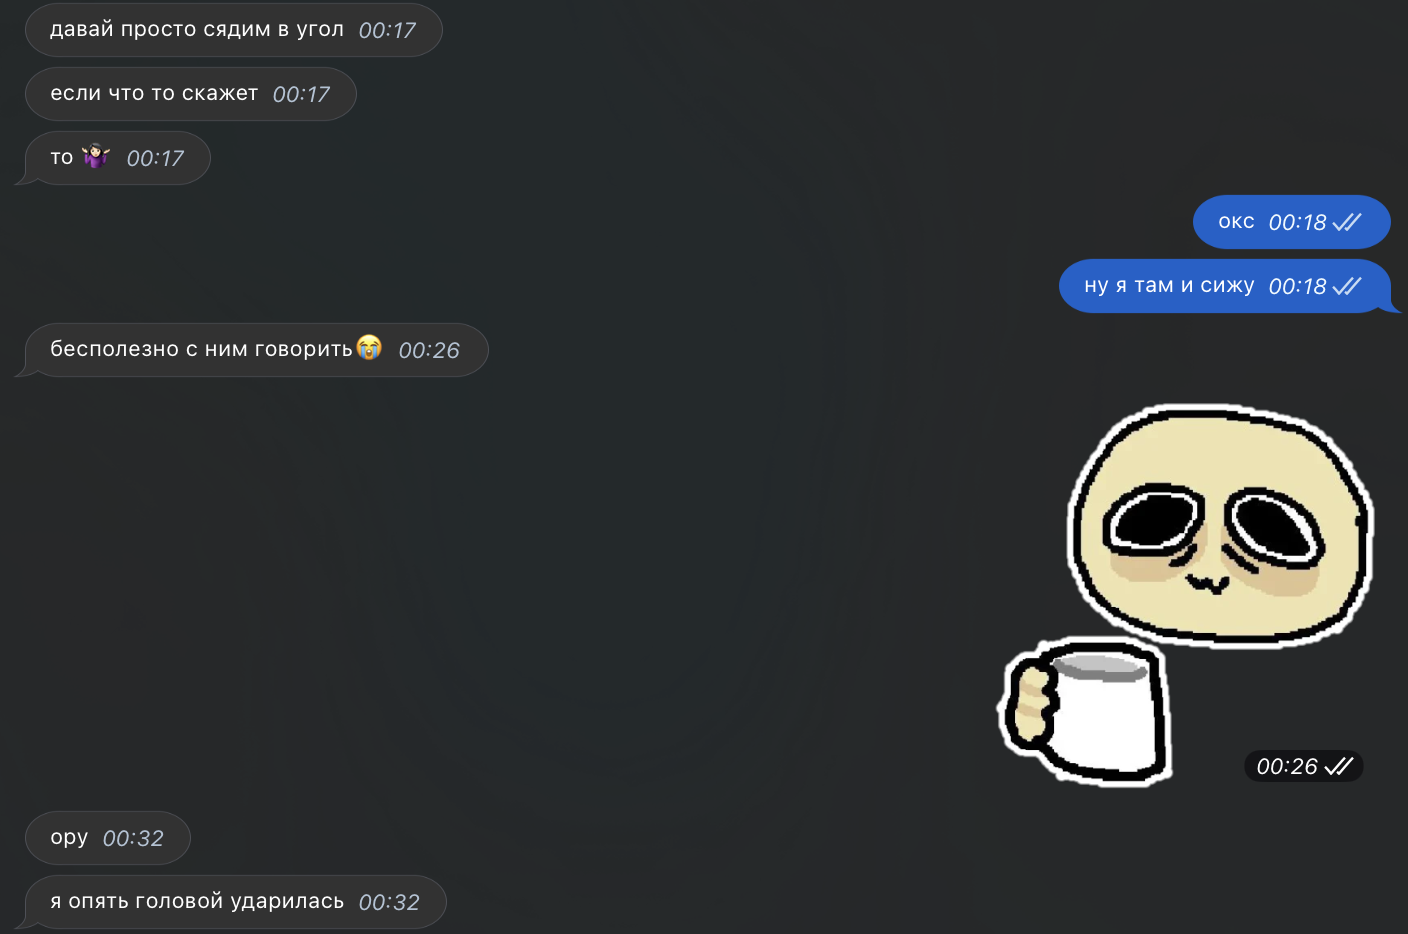 давай просто сядим в угол 00:17
если что то скажет 00:17
то 🤷🏻‍♀️ 00:17
окс 00:18
ну я там и сижу 00:18
бесполезно с ним говорить😭 00:26
00:26
ору 00:32
я опять головой ударилась 00:32